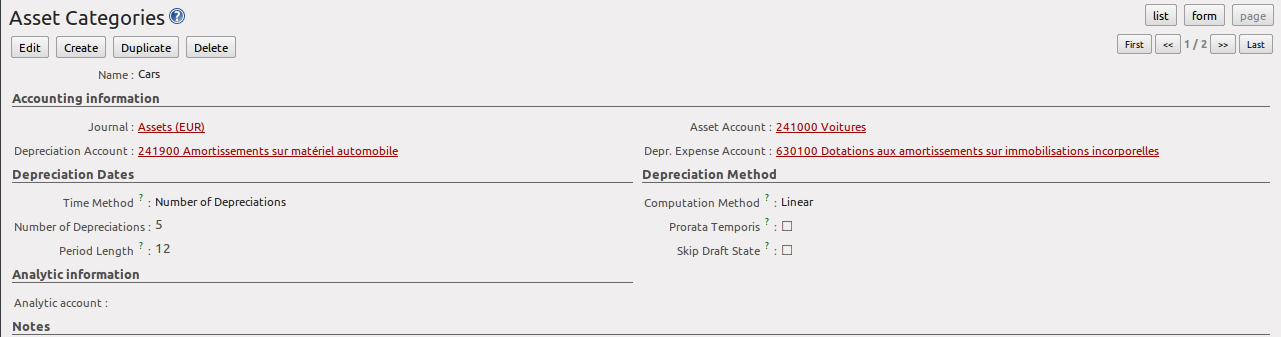 Asset Categories ?
list form page
Edit Create Duplicate Delete
First << 1 / 2 >> Last
Name : Cars
Accounting information
Journal : Assets (EUR)
Asset Account : 241000 Voitures
Depreciation Account : 241900 Amortissements sur matériel automobile
Depr. Expense Account : 630100 Dotations aux amortissements sur immobilisations incorporelles
Depreciation Dates
Depreciation Method
Time Method ? : Number of Depreciations
Computation Method ? : Linear
Number of Depreciations : 5
Prorata Temporis ? :
Period Length ? : 12
Skip Draft State ? :
Analytic information
Analytic account :
Notes